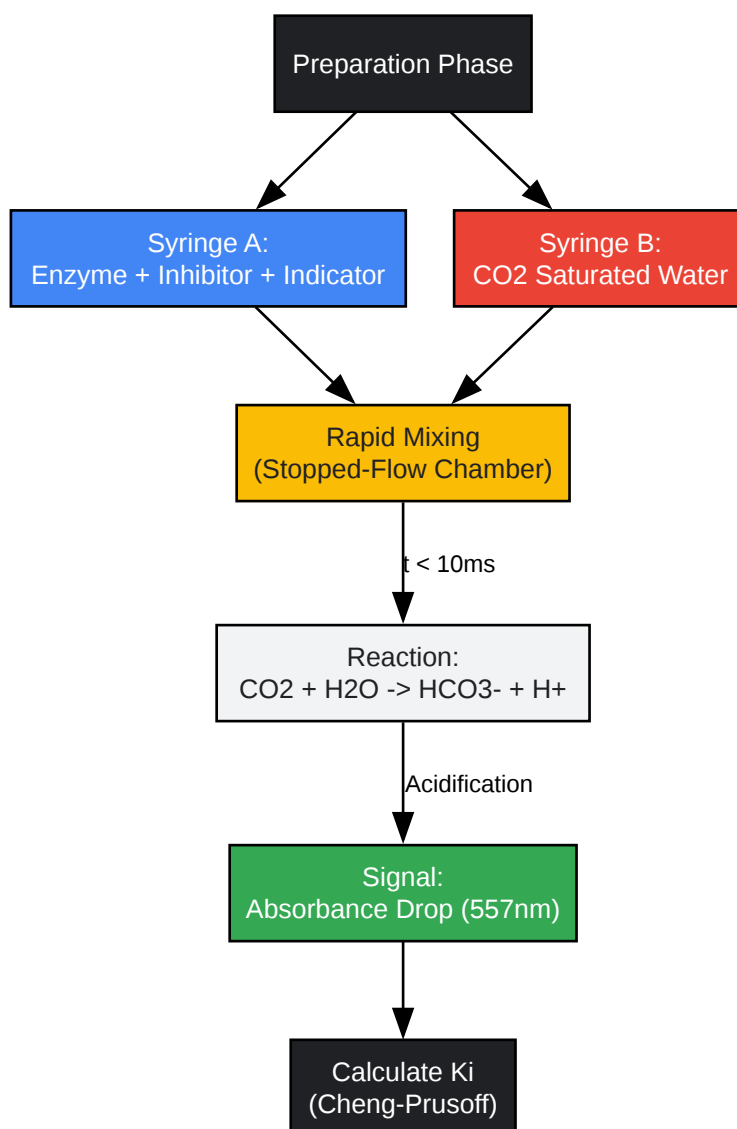 Preparation Phase
Syringe A:
Enzyme + Inhibitor + Indicator
Syringe B:
CO2 Saturated Water
Rapid Mixing
(Stopped-Flow Chamber)
t < 10ms
Reaction:
CO2 + H2O -> HCO3- + H+
Acidification
Signal:
Absorbance Drop (557nm)
Calculate Ki
(Cheng-Prusoff)